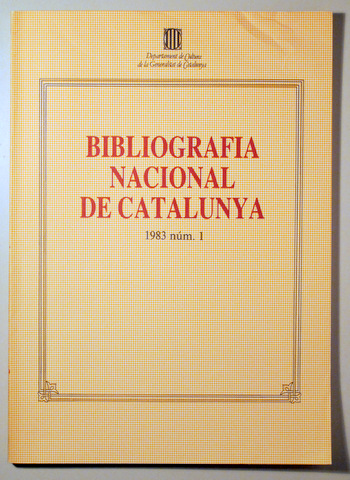 Departament de Cultura
de la Generalitat de Catalunya
BIBLIOGRAFIA
NACIONAL
DE CATALUNYA
1983 núm. 1